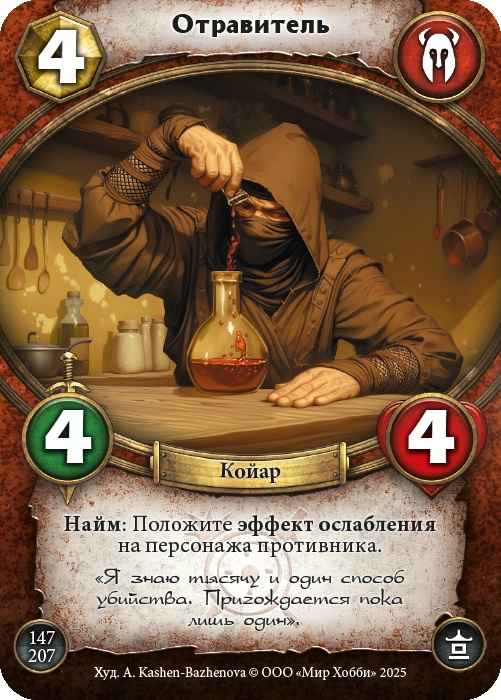 Отравитель
4
4
4
Койар
Найм: Положите эффект ослабления
на персонажа противника.
«Я знаю тысячу и один способ
убийства. Пригождается пока
лишь один».
147
207
Худ. A. Kashen-Bazhenova © ООО «Мир Хобби» 2025